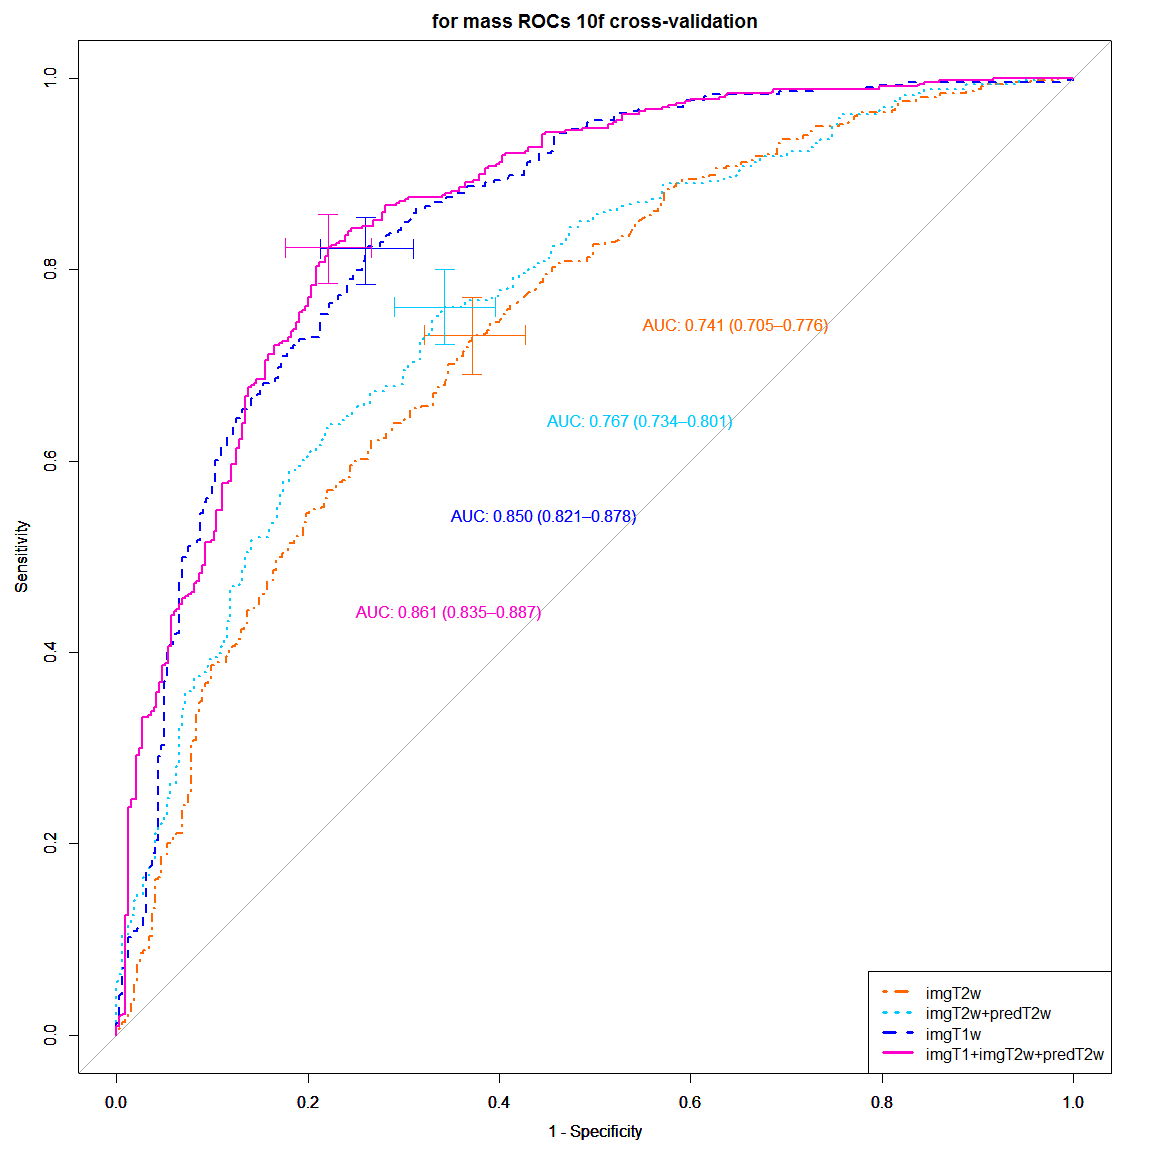 for mass ROCs 10f cross-validation
1.0
0.8
0.6
0.4
0.2
0.0
Sensitivity
AUC: 0.741 (0.705–0.776)
AUC: 0.767 (0.734–0.801)
AUC: 0.850 (0.821–0.878)
AUC: 0.861 (0.835–0.887)
imgT2w
imgT2w+predT2w
imgT1w
imgT1+imgT2w+predT2w
0.0 0.2 0.4 0.6 0.8 1.0
1 - Specificity